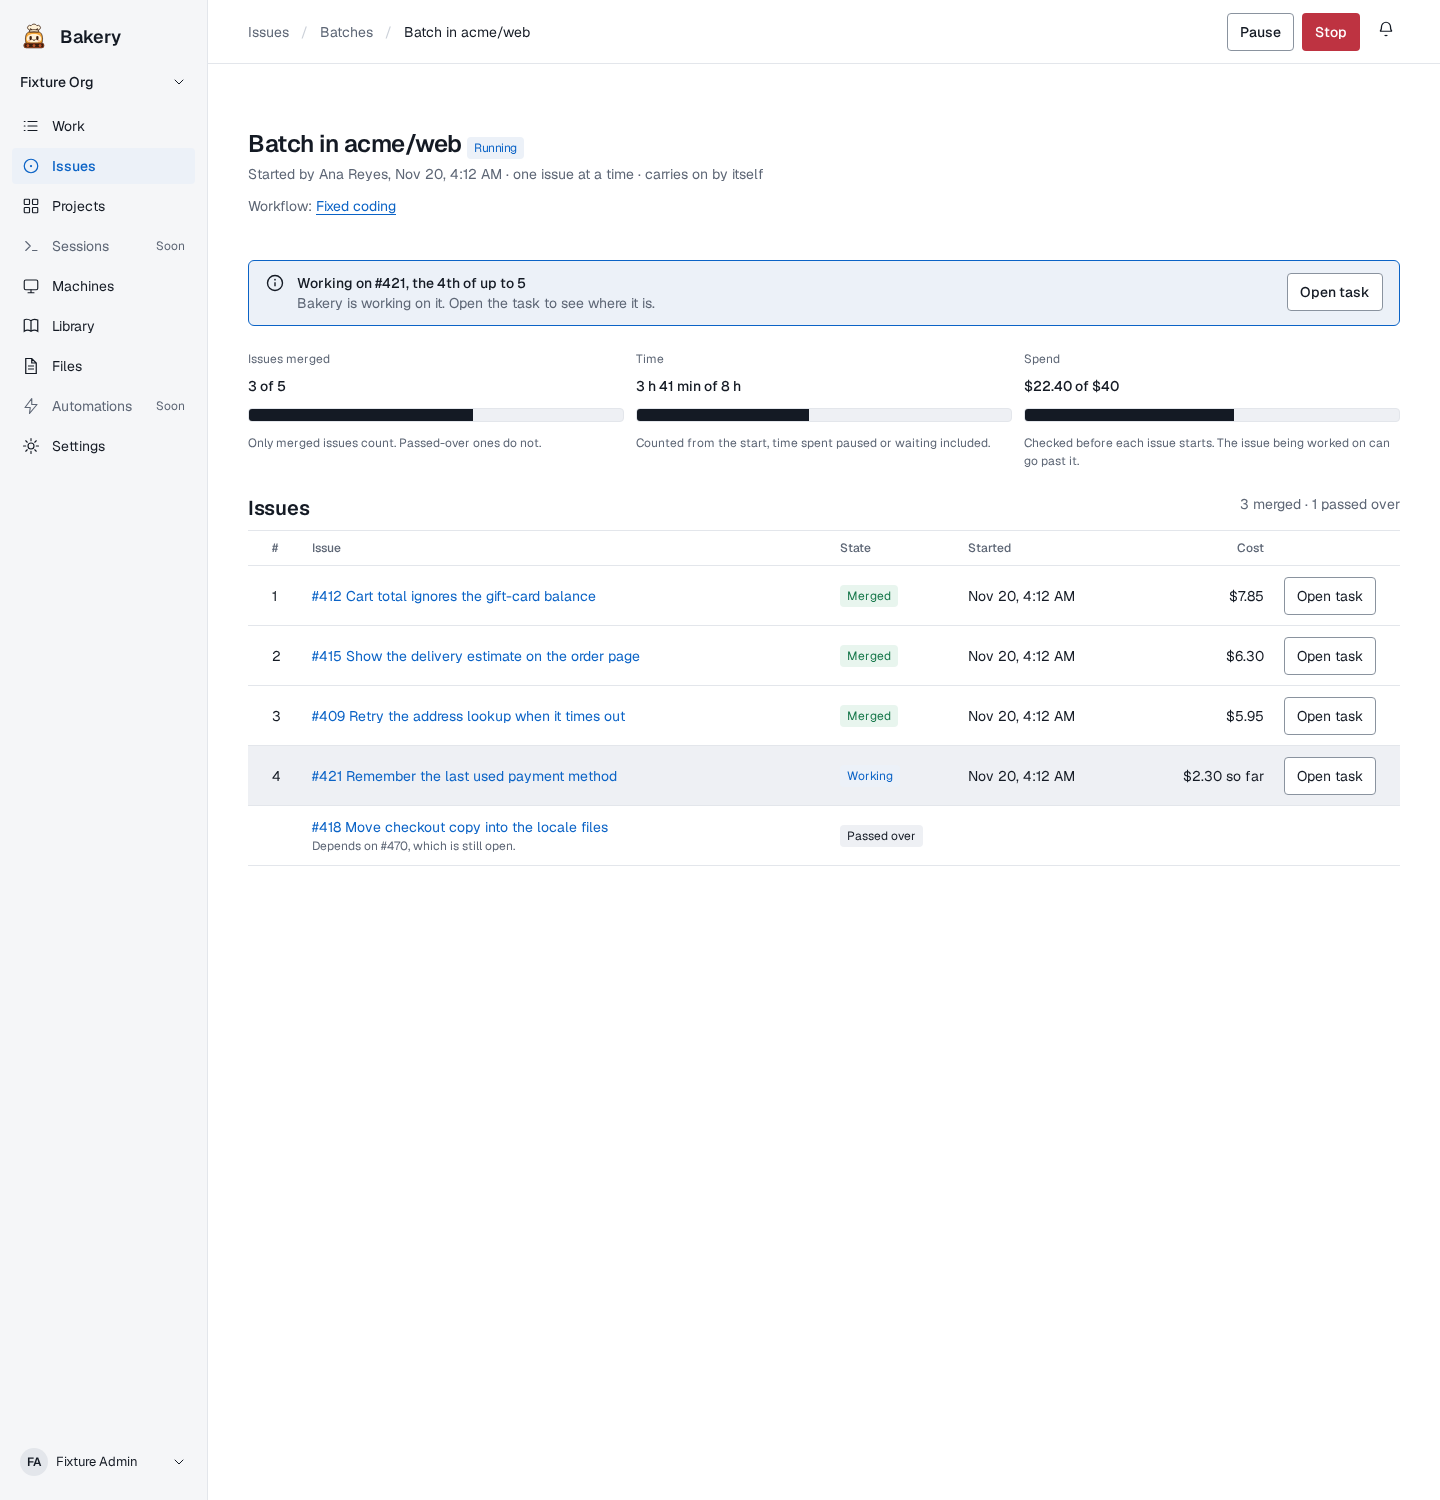 Bakery
Fixture Org
Work
Issues
Projects
Sessions Soon
Machines
Library
Files
Automations Soon
Settings
FA Fixture Admin
Issues / Batches / Batch in acme/web
Pause Stop
Batch in acme/web Running
Started by Ana Reyes, Nov 20, 4:12 AM · one issue at a time · carries on by itself
Workflow: Fixed coding
Working on #421, the 4th of up to 5
Bakery is working on it. Open the task to see where it is.
Open task
Issues merged
3 of 5
Only merged issues count. Passed-over ones do not.
Time
3 h 41 min of 8 h
Counted from the start, time spent paused or waiting included.
Spend
$22.40 of $40
Checked before each issue starts. The issue being worked on can
go past it.
Issues
3 merged · 1 passed over
# Issue State Started Cost
1 #412 Cart total ignores the gift-card balance Merged Nov 20, 4:12 AM $7.85 Open task
2 #415 Show the delivery estimate on the order page Merged Nov 20, 4:12 AM $6.30 Open task
3 #409 Retry the address lookup when it times out Merged Nov 20, 4:12 AM $5.95 Open task
4 #421 Remember the last used payment method Working Nov 20, 4:12 AM $2.30 so far Open task
#418 Move checkout copy into the locale files Passed over
Depends on #470, which is still open.